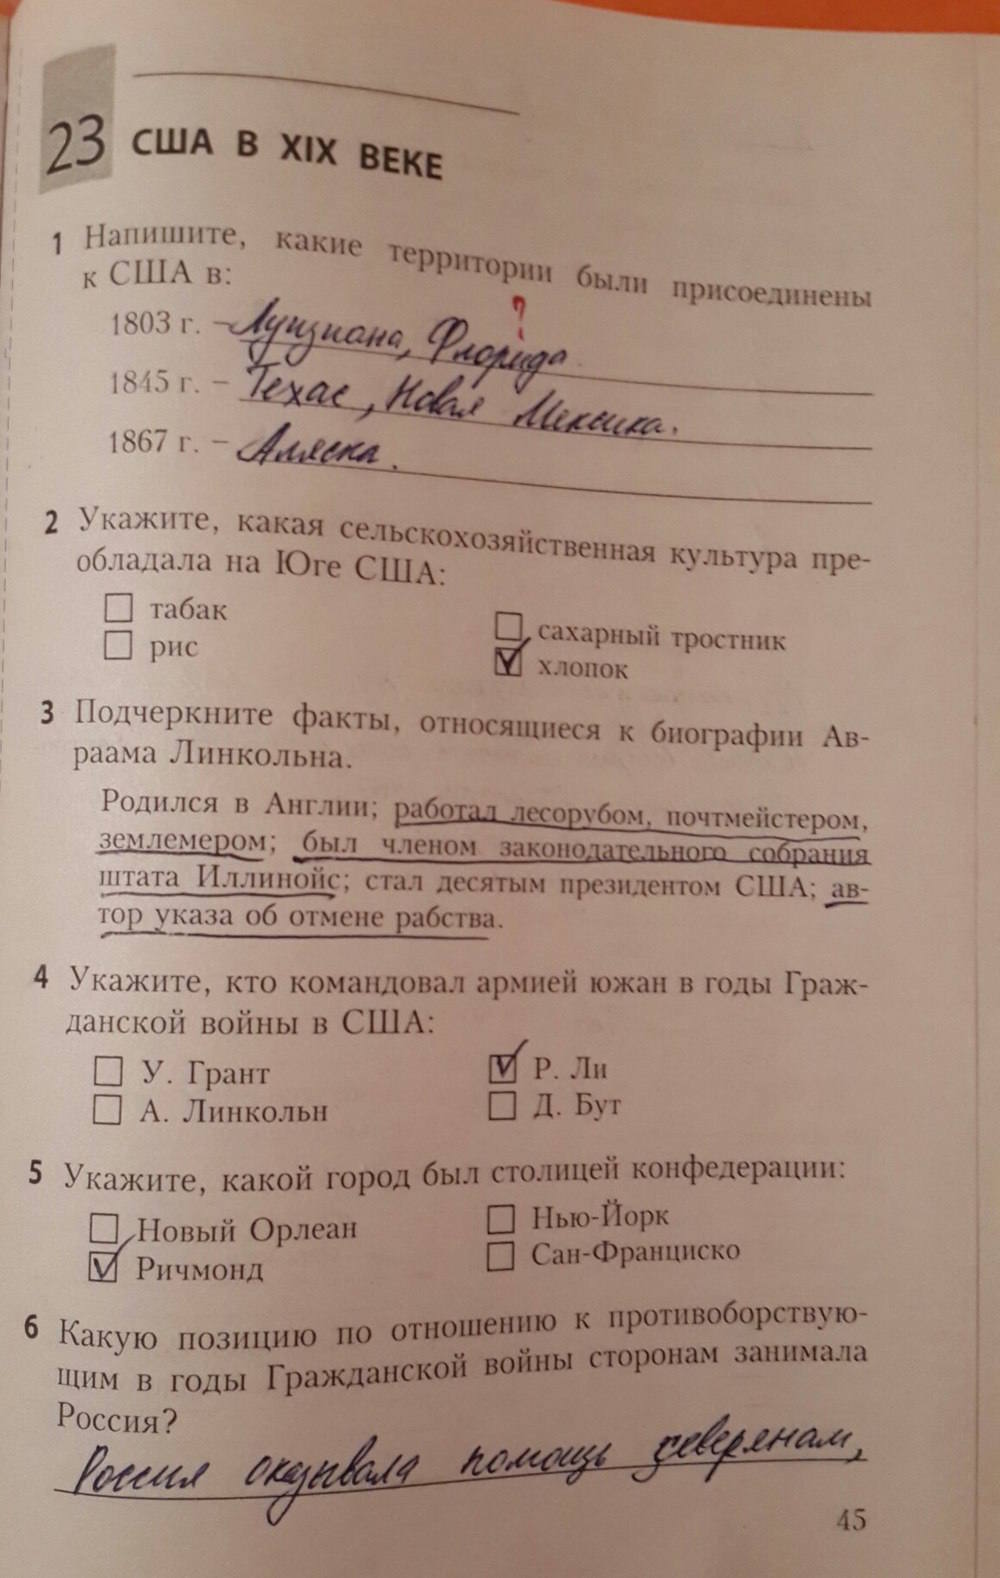 23 США В XIX ВЕКЕ
1 Напишите, какие территории были присоединены
к США в:
?
1803 г. – Луизиана, Флорида.
1845 г. – Техас, Новая Мексика.
1867 г. – Аляска.
2 Укажите, какая сельскохозяйственная культура пре-
обладала на Юге США:
табак
рис
сахарный тростник
хлопок
3 Подчеркните факты, относящиеся к биографии Ав-
раама Линкольна.
Родился в Англии; работал лесорубом, почтмейстером,
землемером; был членом законодательного собрания
штата Иллинойс; стал десятым президентом США; ав-
тор указа об отмене рабства.
4 Укажите, кто командовал армией южан в годы Граж-
данской войны в США:
У. Грант
А. Линкольн
Р. Ли
Д. Бут
5 Укажите, какой город был столицей конфедерации:
Новый Орлеан
Ричмонд
Нью-Йорк
Сан-Франциско
6 Какую позицию по отношению к противоборствую-
щим в годы Гражданской войны сторонам занимала
Россия?
Россия оказывала помощь северянам,
45